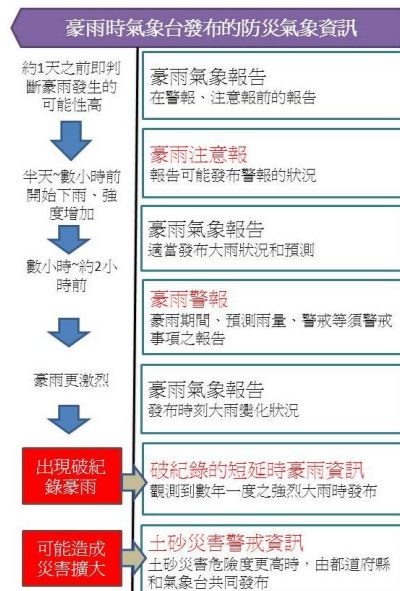 豪雨時氣象台發布的防災氣象資訊
約1天之前即判
斷豪雨發生的
可能性高
豪雨氣象報告
在警報、注意報前的報告
豪雨注意報
報告可能發布警報的狀況
半天~數小時前
開始下雨、強
度增加
豪雨氣象報告
適當發布大雨狀況和預測
數小時~約2小
時前
豪雨警報
豪雨期間、預測雨量、警戒等須警戒
事項之報告
豪雨更激烈
豪雨氣象報告
發布時刻大雨變化狀況
出現破紀
錄豪雨
破紀錄的短延時豪雨資訊
觀測到數年一度之強烈大雨時發布
可能造成
災害擴大
土砂災害警戒資訊
土砂災害危險度更高時，由都道府縣
和氣象台共同發布